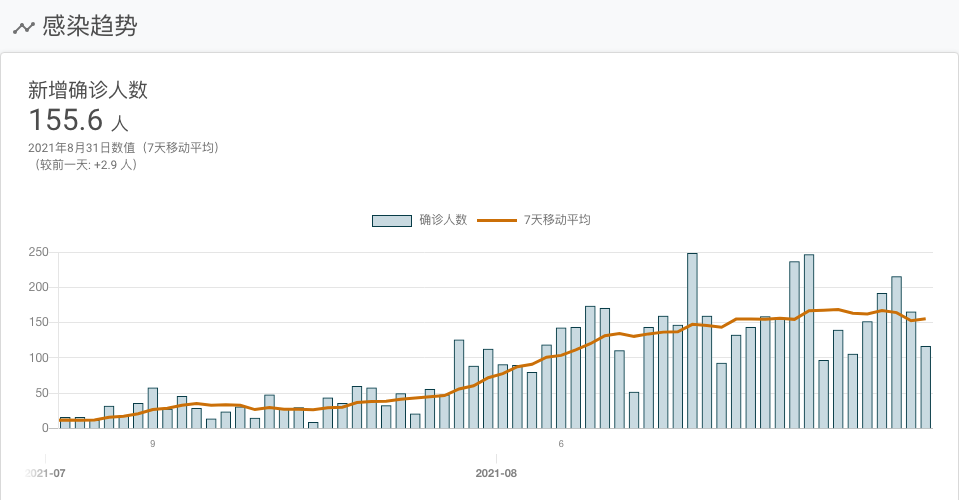 感染趋势
新增确诊人数
155.6 人
2021年8月31日数值（7天移动平均）
（较前一天: +2.9 人）
确诊人数 7天移动平均
250
200
150
100
50
0
9 6
2021-07 2021-08